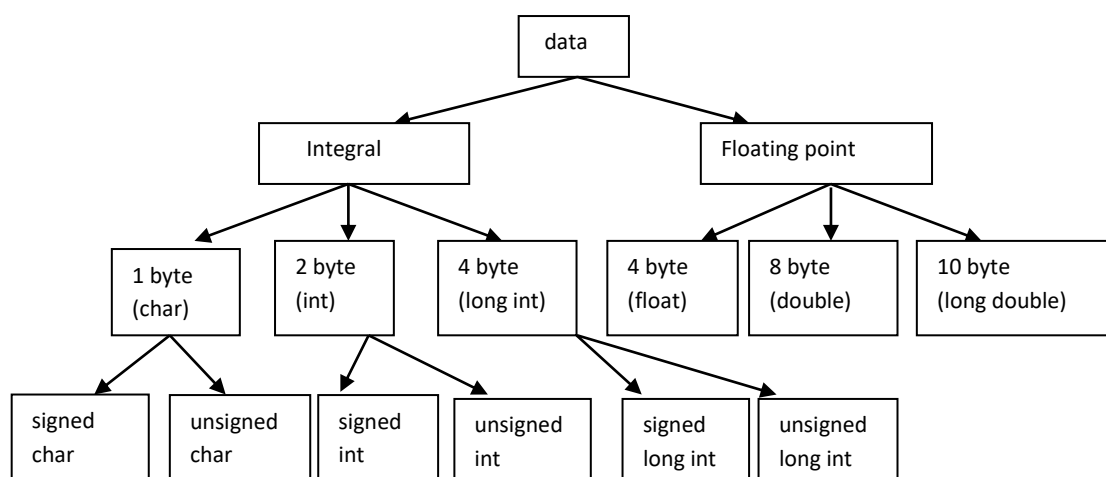 data
Integral
Floating point
1 byte
(char)
2 byte
(int)
4 byte
(long int)
4 byte
(float)
8 byte
(double)
10 byte
(long double)
signed
char
unsigned
char
signed
int
unsigned
int
signed
long int
unsigned
long int